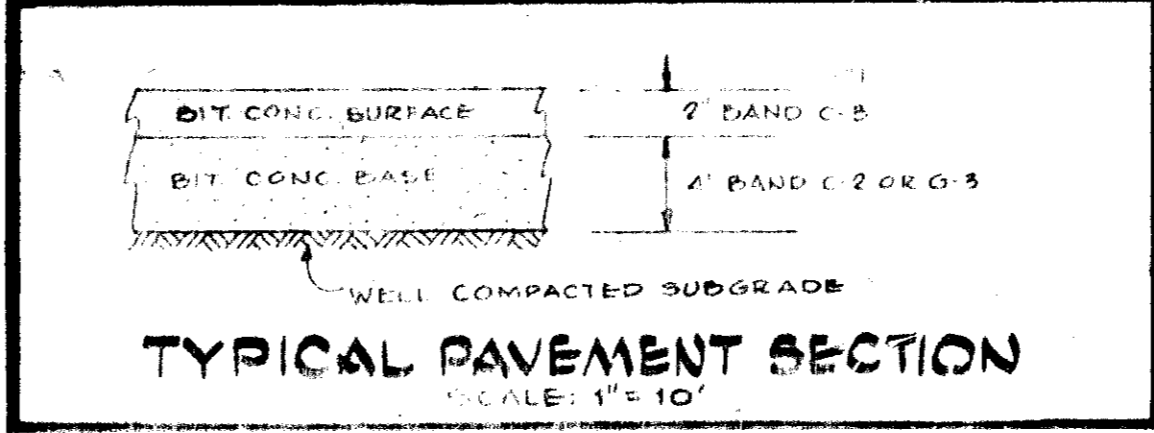 BIT. CONC. SURFACE
2" BAND C-B
BIT. CONC. BASE
4" BAND C-2 OR G-3
WELL COMPACTED SUBGRADE
TYPICAL PAVEMENT SECTION
SCALE: 1" = 10'